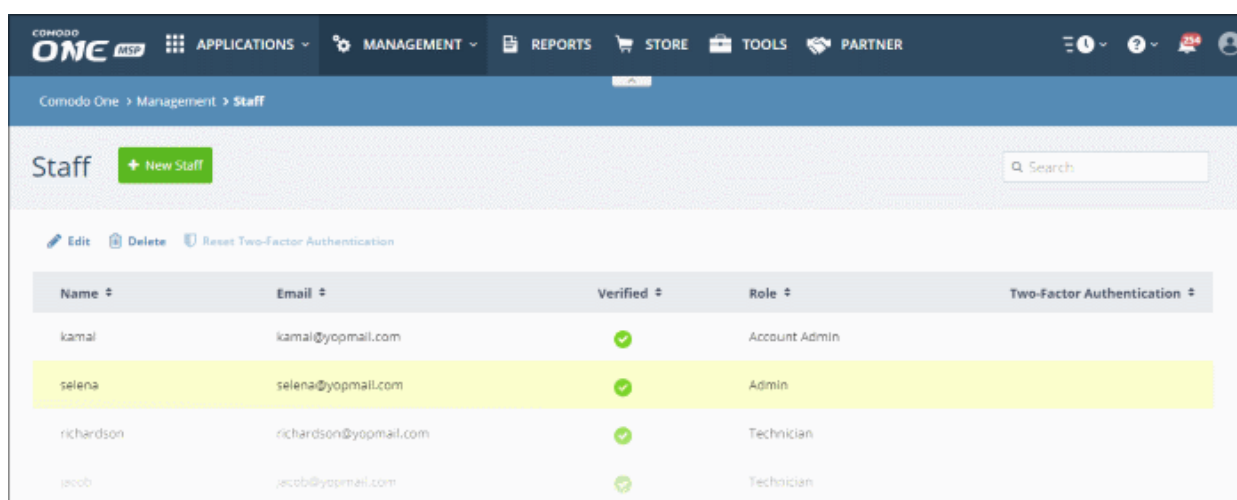 COMODO
ONE MSP APPLICATIONS MANAGEMENT REPORTS STORE TOOLS PARTNER 254
Comodo One > Management > Staff
Staff + New Staff Search
Edit Delete Reset Two-Factor Authentication
Name Email Verified Role Two-Factor Authentication
kamal kamal@yopmail.com Account Admin
selena selena@yopmail.com Admin
richardson richardson@yopmail.com Technician
jacob jacob@yopmail.com Technician